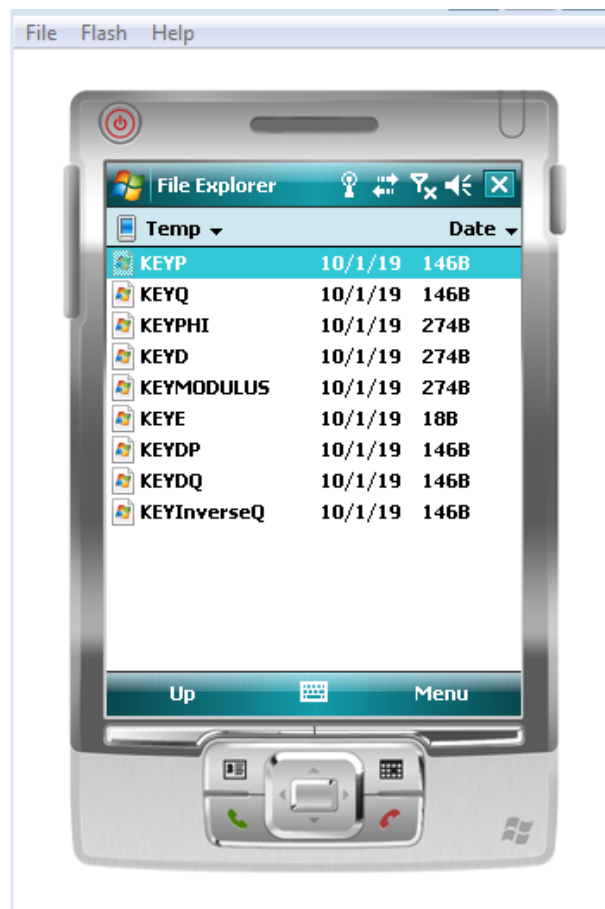 File Flash Help
File Explorer
Temp Date
KEYP 10/1/19 146B
KEYQ 10/1/19 146B
KEYPHI 10/1/19 274B
KEYD 10/1/19 274B
KEYMODULUS 10/1/19 274B
KEYE 10/1/19 18B
KEYDP 10/1/19 146B
KEYDQ 10/1/19 146B
KEYInverseQ 10/1/19 146B
Up Menu